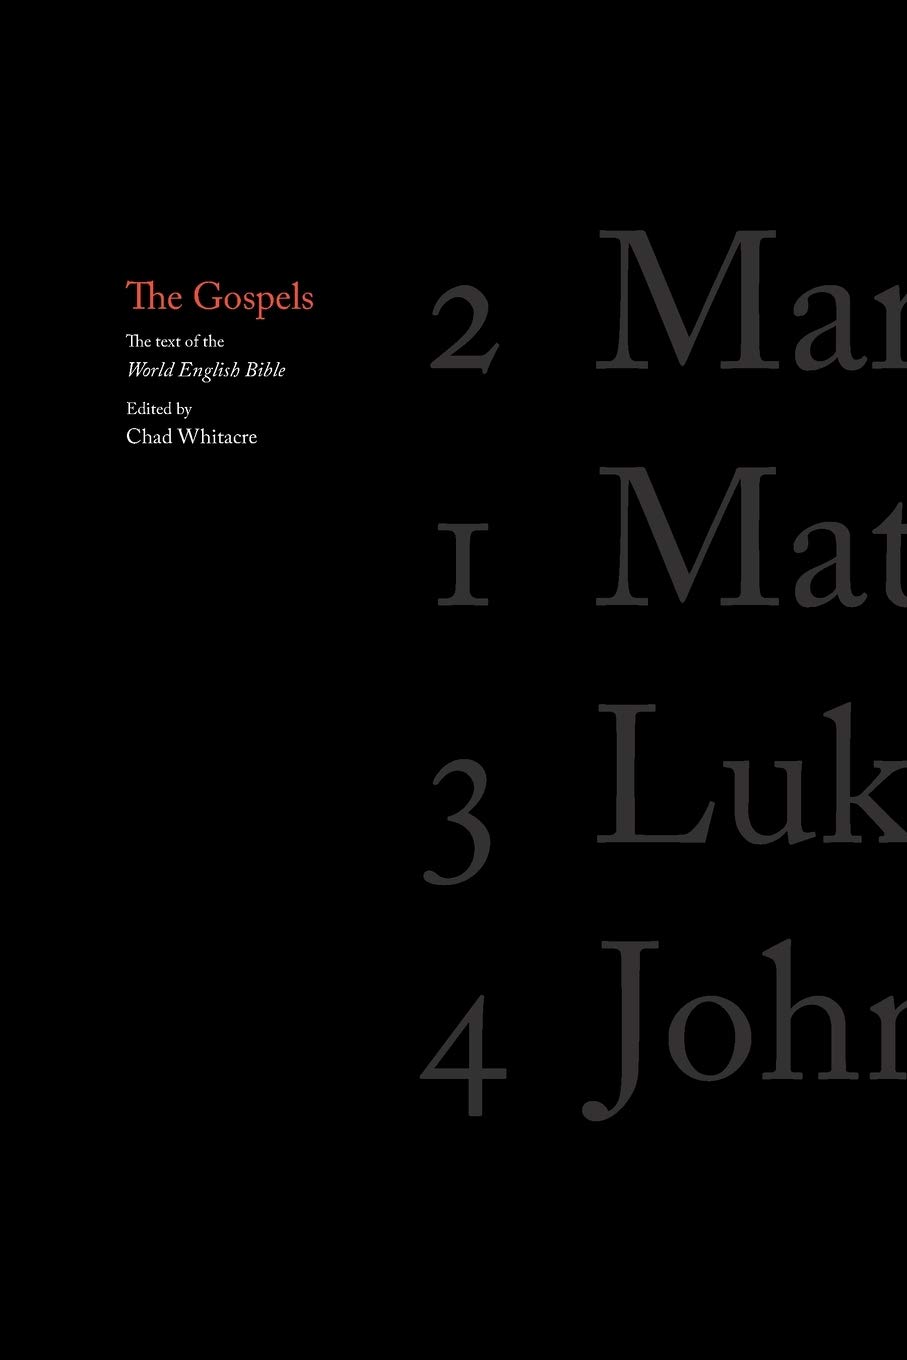 The Gospels
The text of the
World English Bible
Edited by
Chad Whitacre
2 Mar
1 Mat
3 Luk
4 John